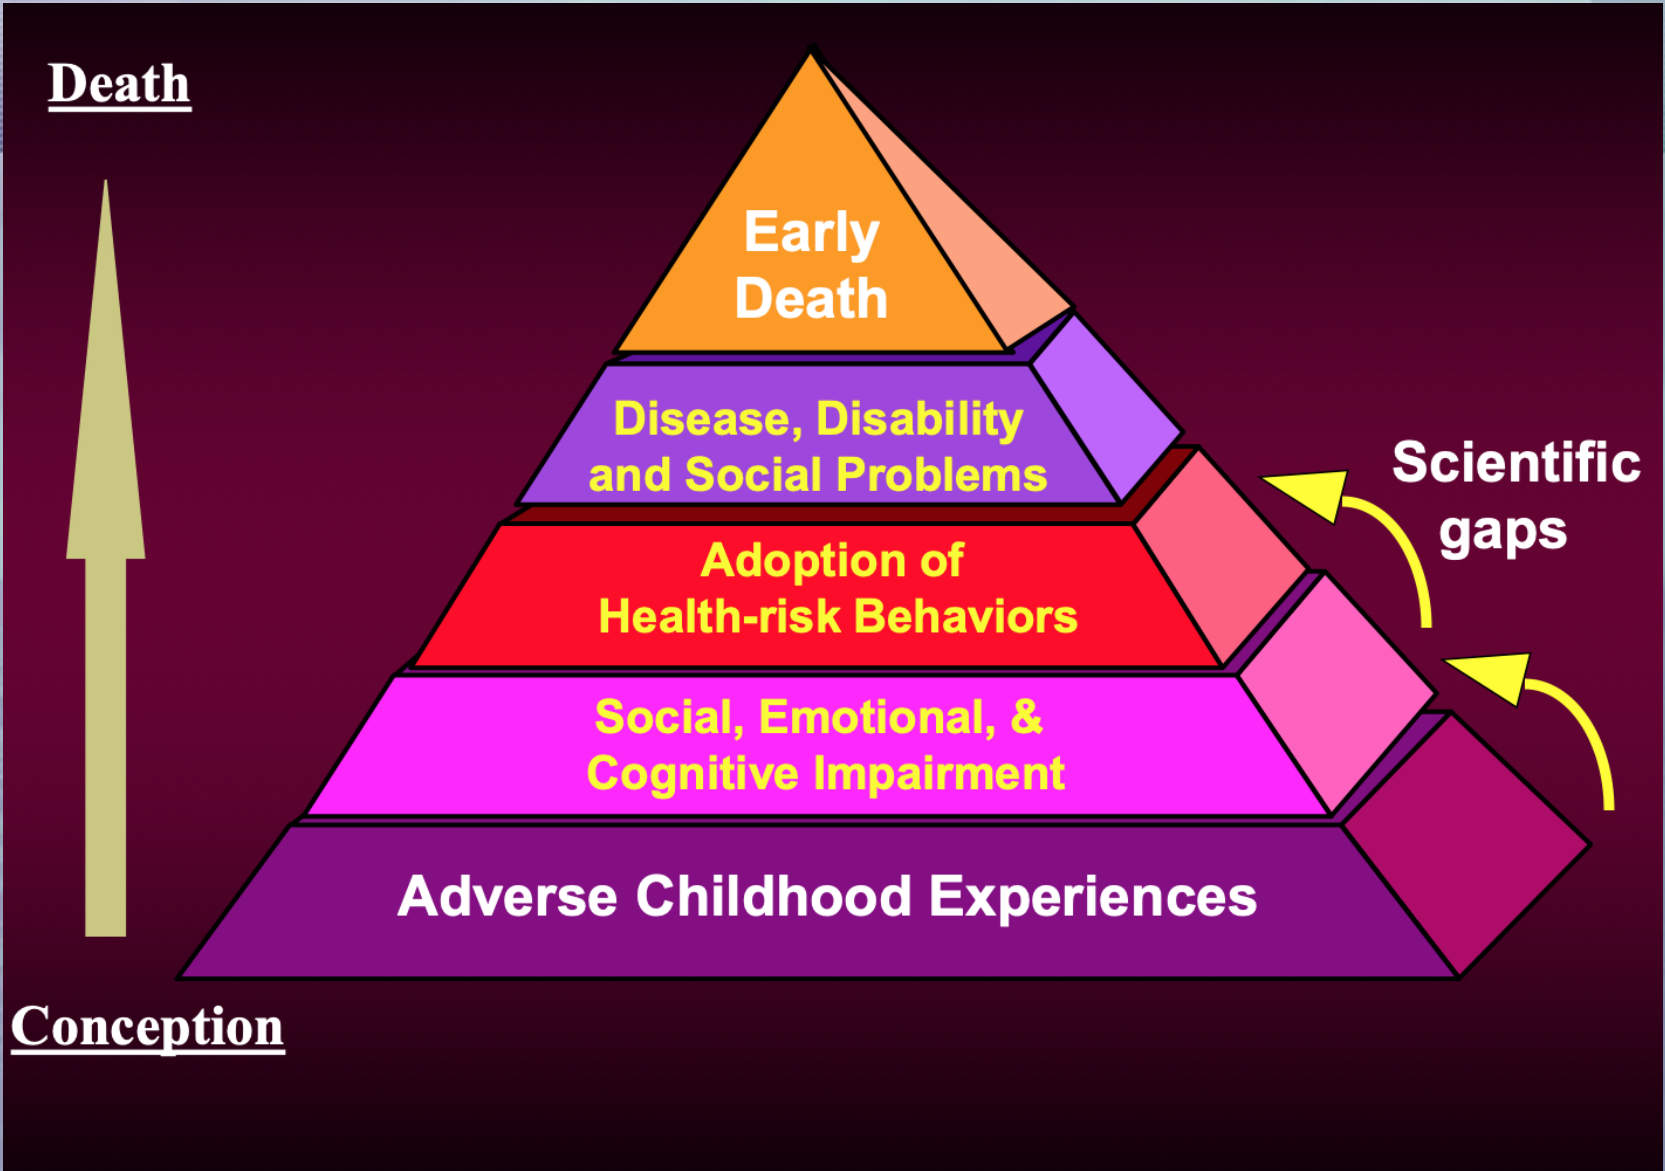 Death
Early
Death
Disease, Disability
and Social Problems
Scientific
gaps
Adoption of
Health-risk Behaviors
Social, Emotional, &
Cognitive Impairment
Adverse Childhood Experiences
Conception